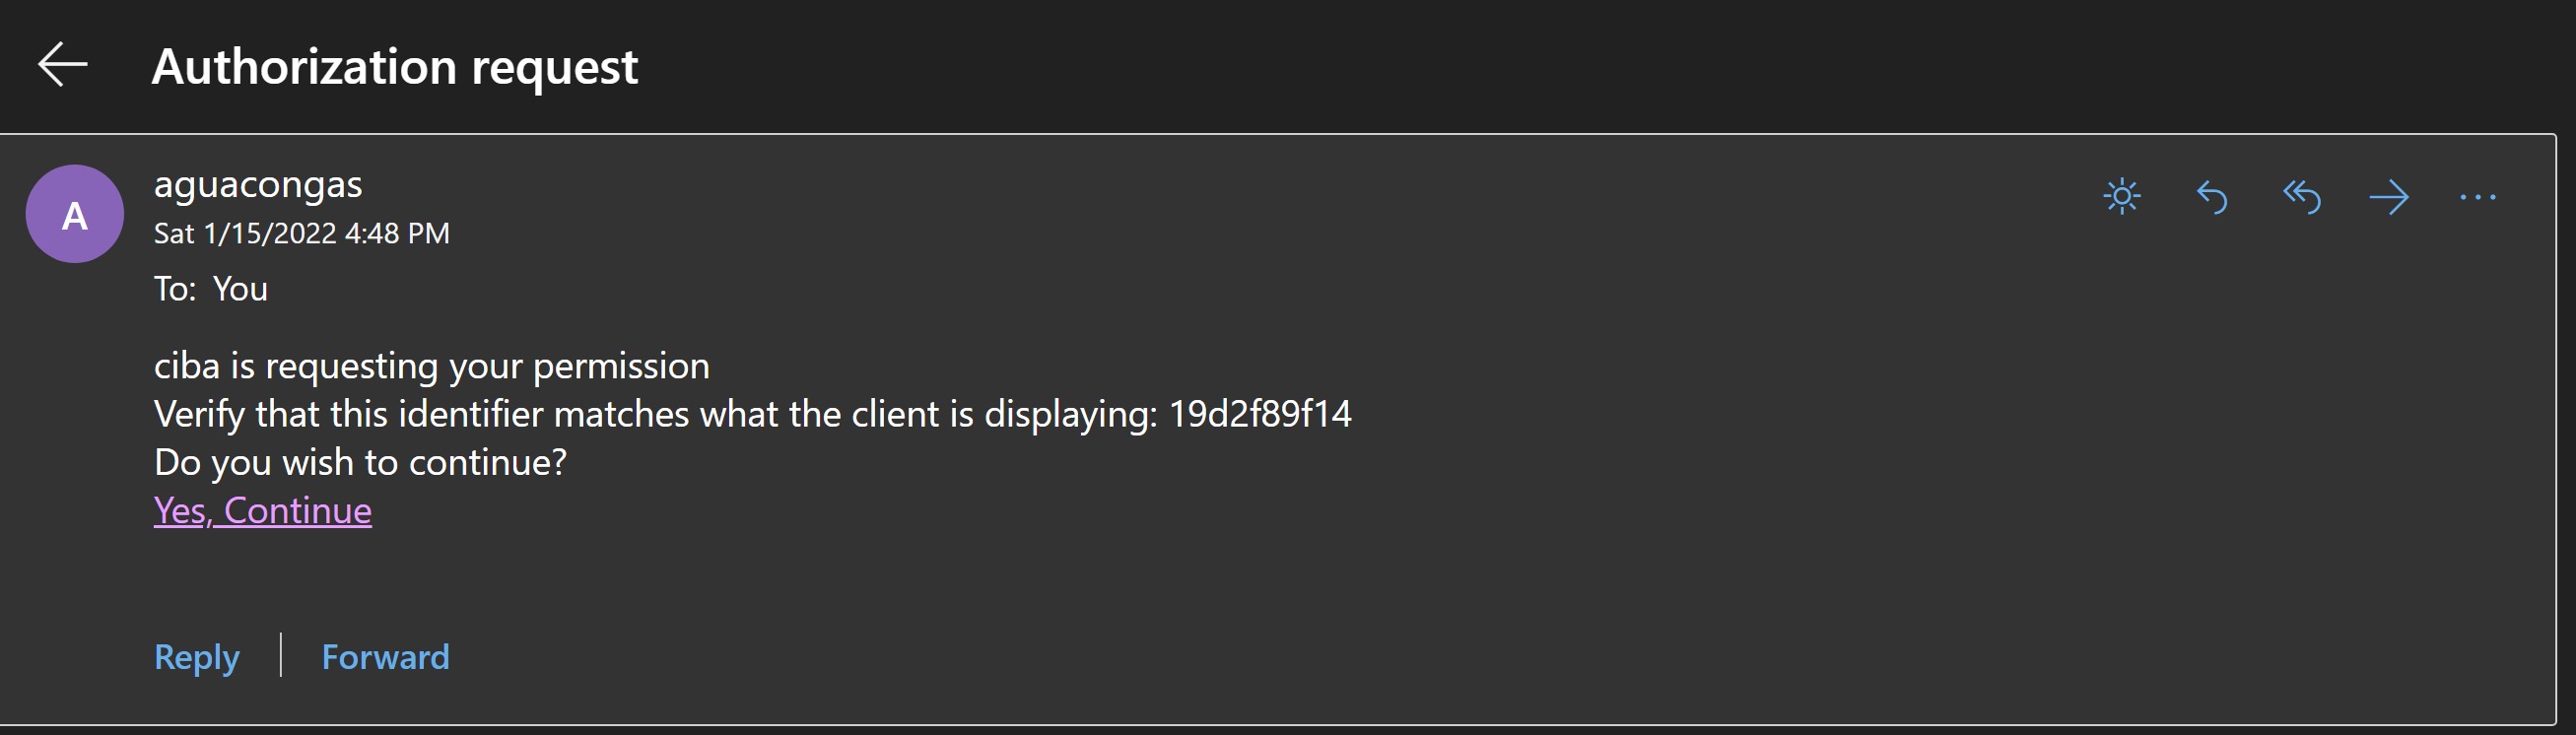 Authorization request
A
aguacongas
Sat 1/15/2022 4:48 PM
To: You
ciba is requesting your permission
Verify that this identifier matches what the client is displaying: 19d2f89f14
Do you wish to continue?
Yes, Continue
Reply
Forward